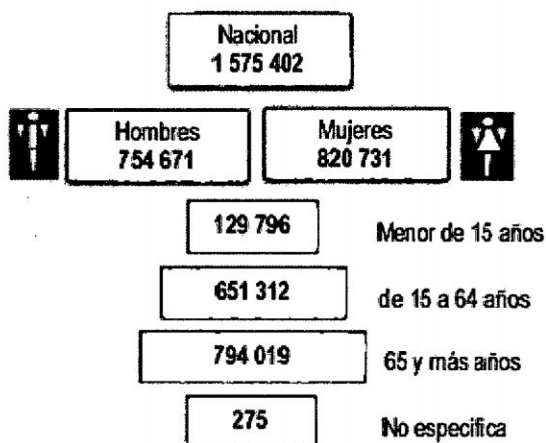 Nacional
1 575 402
Hombres
754 671
Mujeres
820 731
129 796 Menor de 15 años
651 312 de 15 a 64 años
794 019 65 y más años
275 No especifica